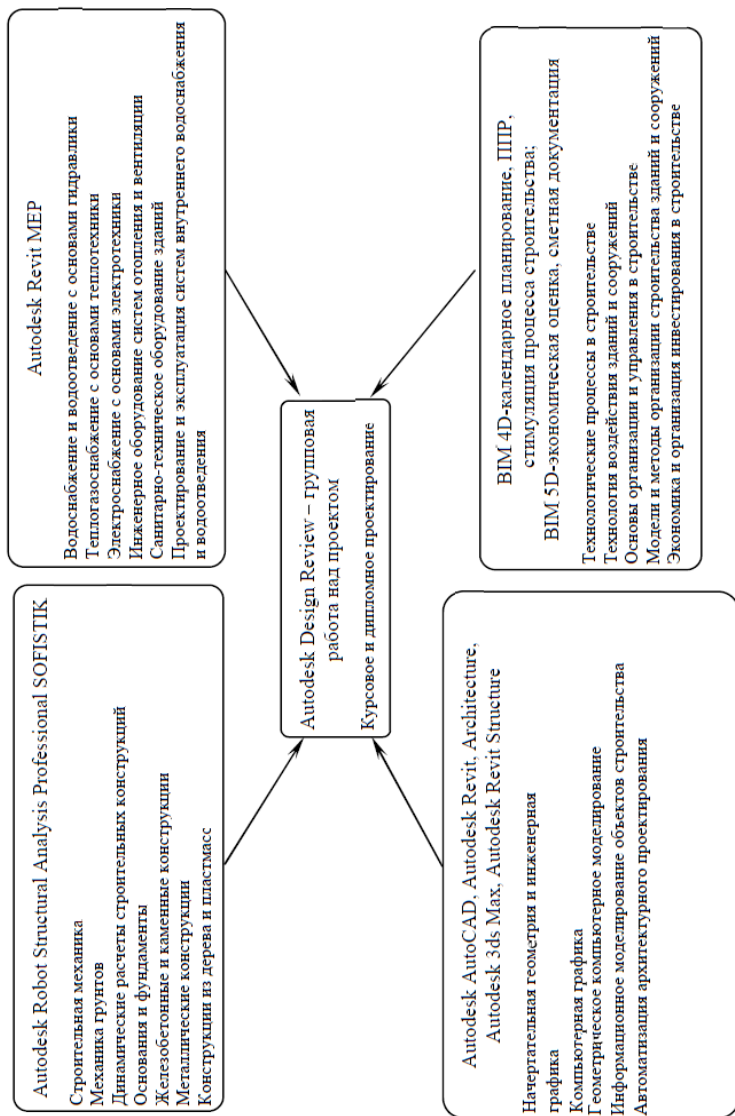 Autodesk Robot Structural Analysis Professional SOFISTIK
Строительная механика
Механика грунтов
Динамические расчеты строительных конструкций
Основания и фундаменты
Железобетонные и каменные конструкции
Металлические конструкции
Конструкции из дерева и пластмасс
Autodesk Revit MEP
Водоснабжение и водоотведение с основами гидравлики
Теплогазоснабжение с основами теплотехники
Электроснабжение с основами электротехники
Инженерное оборудование систем отопления и вентиляции
Санитарно-техническое оборудование зданий
Проектирование и эксплуатация систем внутреннего водоснабжения
и водоотведения
Autodesk Design Review – групповая
работа над проектом
Курсовое и дипломное проектирование
Autodesk AutoCAD, Autodesk Revit, Architecture,
Autodesk 3ds Max, Autodesk Revit Structure
Начертательная геометрия и инженерная
графика
Компьютерная графика
Геометрическое компьютерное моделирование
Информационное моделирование объектов строительства
Автоматизация архитектурного проектирования
BIM 4D-календарное планирование, ППР,
стимуляция процесса строительства;
BIM 5D-экономическая оценка, сметная документация
Технологические процессы в строительстве
Технология воздействия зданий и сооружений
Основы организации и управления в строительстве
Модели и методы организации строительства зданий и сооружений
Экономика и организация инвестирования в строительстве